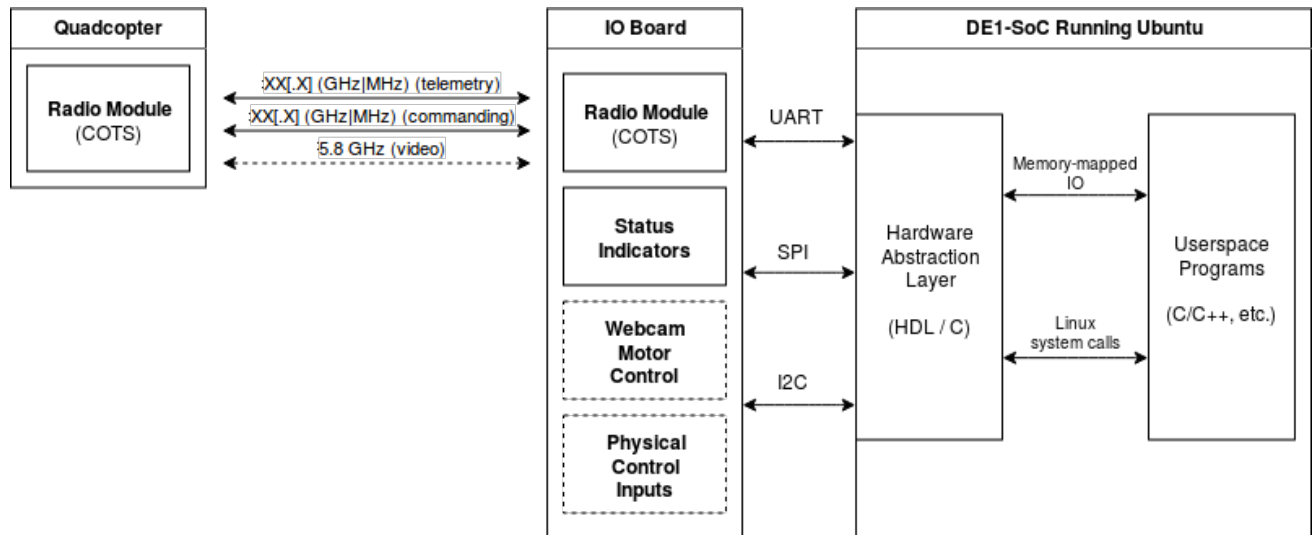 Quadcopter
Radio Module
(COTS)
:XX[.X] (GHz|MHz) (telemetry)
:XX[.X] (GHz|MHz) (commanding)
5.8 GHz (video)
IO Board
Radio Module
(COTS)
Status
Indicators
Webcam
Motor
Control
Physical
Control
Inputs
UART
SPI
I2C
DE1-SoC Running Ubuntu
Hardware
Abstraction
Layer
(HDL / C)
Memory-mapped
IO
Linux
system calls
Userspace
Programs
(C/C++, etc.)